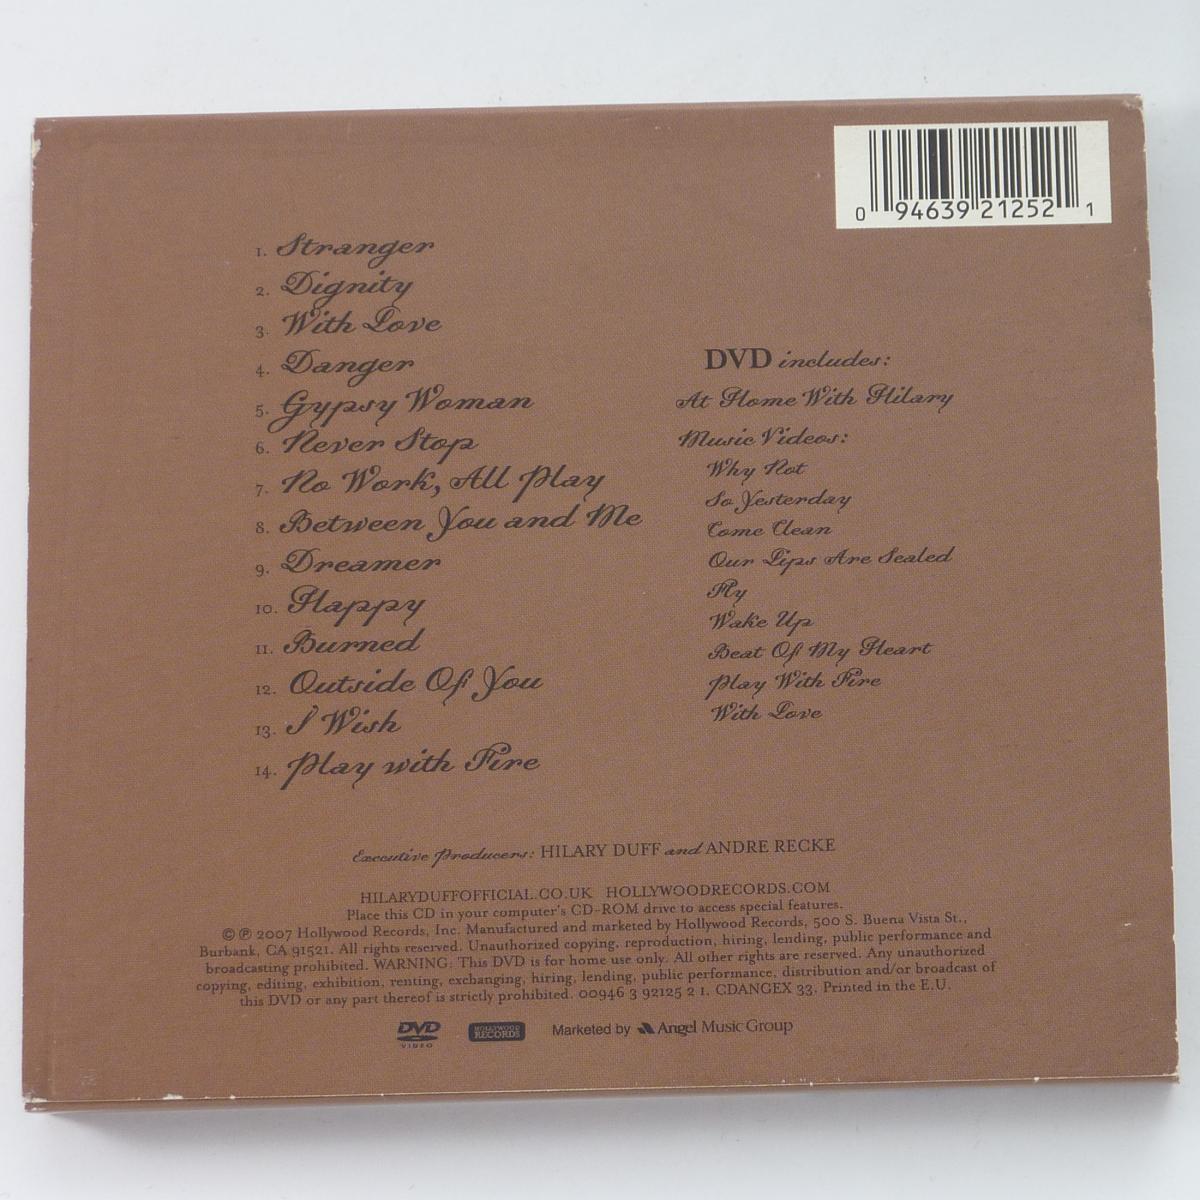 0 94639 21252 1
1. Stranger
2. Dignity
3. With Love
4. Danger
5. Gypsy Woman
6. Never Stop
7. No Work, All Play
8. Between You and Me
9. Dreamer
10. Happy
11. Burned
12. Outside Of You
13. I Wish
14. Play with Fire
DVD includes:
At Home With Hilary
Music Videos:
Why Not
So Yesterday
Come Clean
Our Lips Are Sealed
Fly
Wake Up
Beat Of My Heart
Play With Fire
With Love
Executive Producers: HILARY DUFF and ANDRE RECKE
HILARYDUFFOFFICIAL.CO.UK HOLLYWOODRECORDS.COM
Place this CD in your computer's CD-ROM drive to access special features.
© ℗ 2007 Hollywood Records, Inc. Manufactured and marketed by Hollywood Records, 500 S. Buena Vista St.,
Burbank, CA 91521. All rights reserved. Unauthorized copying, reproduction, hiring, lending, public performance and
broadcasting prohibited. WARNING: This DVD is for home use only. All other rights are reserved. Any unauthorized
copying, editing, exhibition, renting, exchanging, hiring, lending, public performance, distribution and/or broadcast of
this DVD or any part thereof is strictly prohibited. 00946 3 92125 2 1. CDANGEX 33. Printed in the E.U.
DVD VIDEO HOLLYWOOD RECORDS Marketed by Angel Music Group